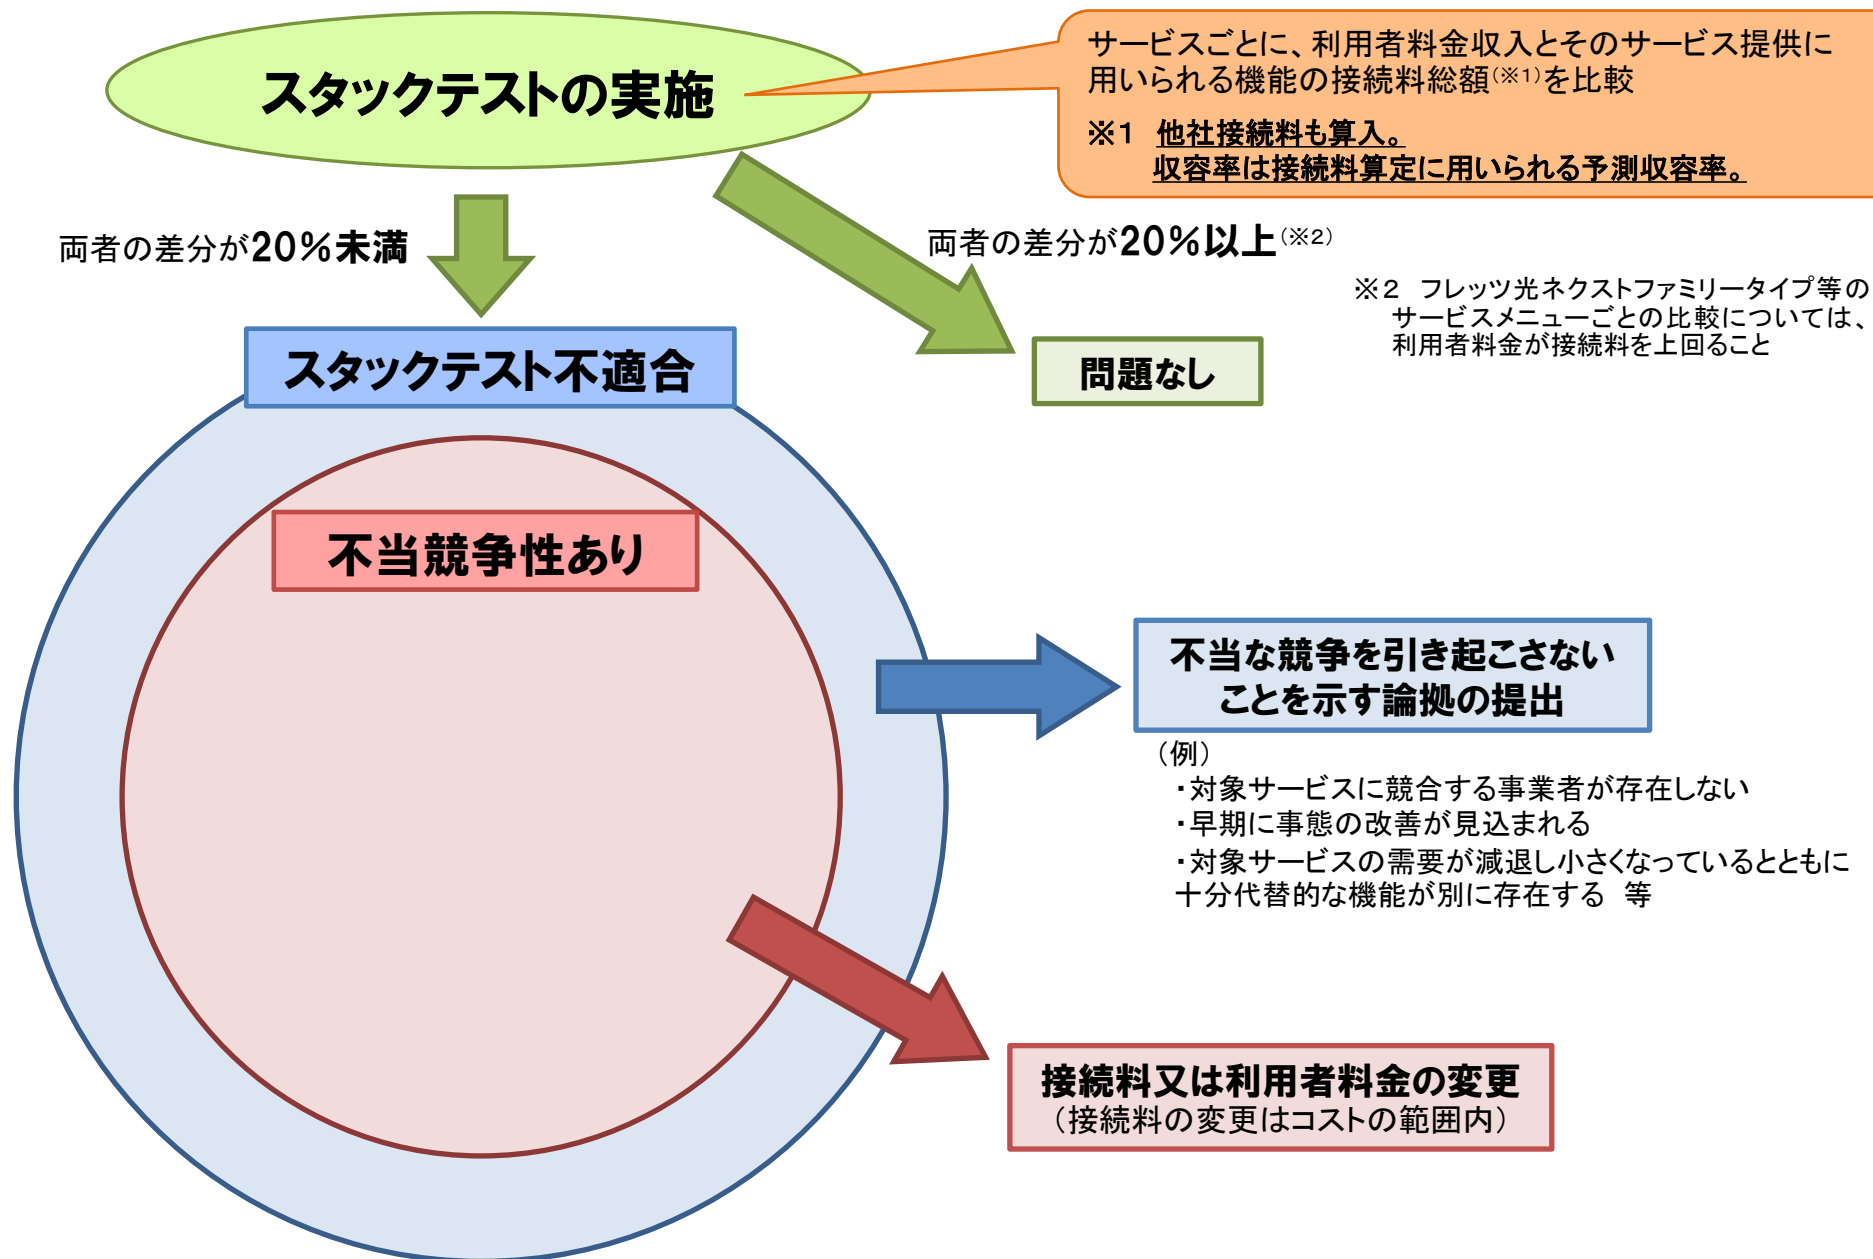 スタックテストの実施
サービスごとに、利用者料金収入とそのサービス提供に
用いられる機能の接続料総額(※1)を比較
※1　他社接続料も算入。
収容率は接続料算定に用いられる予測収容率。
両者の差分が20%未満
両者の差分が20%以上(※2)
※2　フレッツ光ネクストファミリータイプ等の
サービスメニューごとの比較については、
利用者料金が接続料を上回ること
スタックテスト不適合
問題なし
不当競争性あり
不当な競争を引き起こさない
ことを示す論拠の提出
(例)
・対象サービスに競合する事業者が存在しない
・早期に事態の改善が見込まれる
・対象サービスの需要が減退し小さくなっているとともに
十分代替的な機能が別に存在する　等
接続料又は利用者料金の変更
(接続料の変更はコストの範囲内)